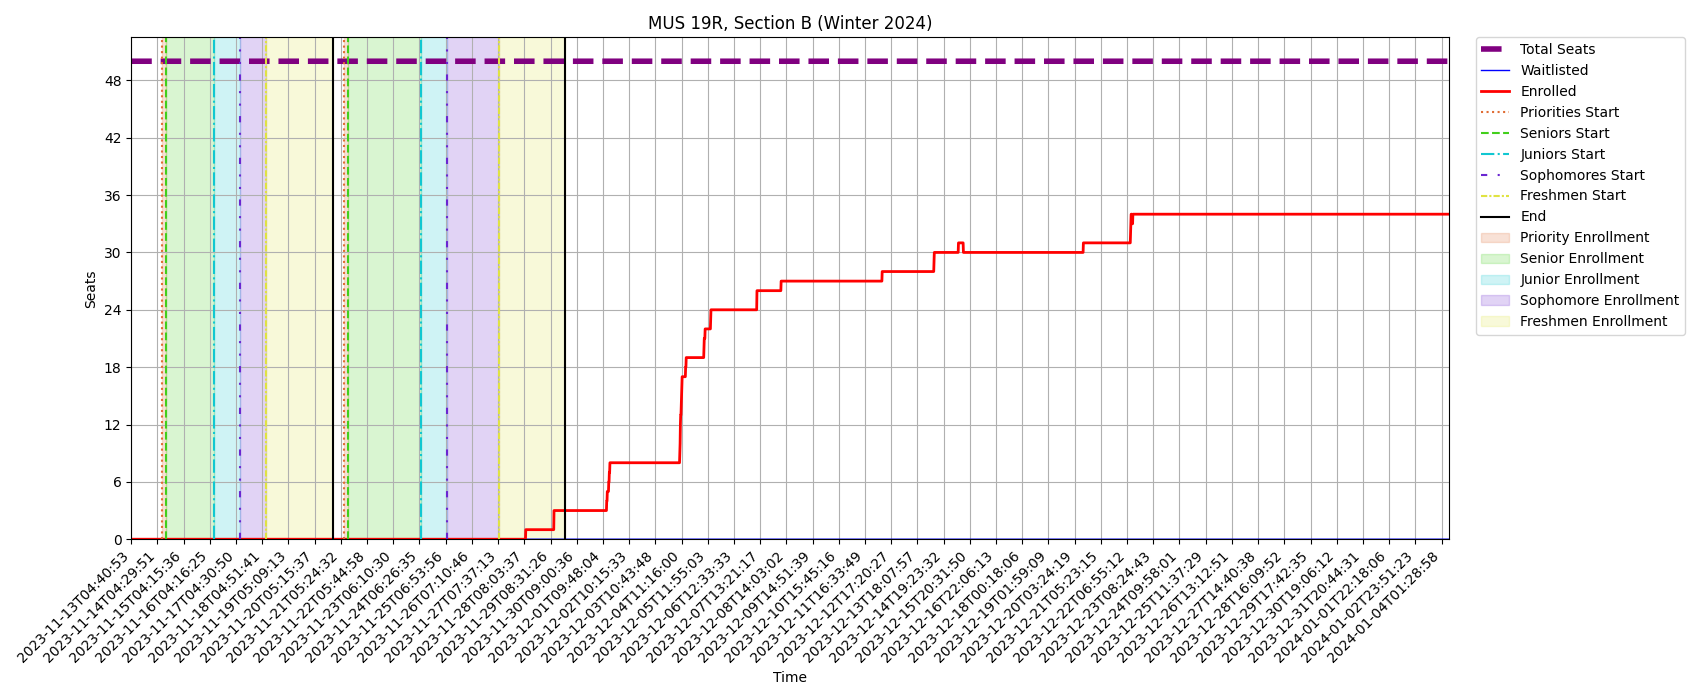 MUS 19R, Section B (Winter 2024)
Seats
48
42
36
30
24
18
12
6
0
2023-11-13T04:40:53
2023-11-14T04:29:51
2023-11-15T04:15:36
2023-11-16T04:16:25
2023-11-17T04:30:50
2023-11-18T04:51:41
2023-11-19T05:09:13
2023-11-20T05:15:37
2023-11-21T05:24:32
2023-11-22T05:44:58
2023-11-23T06:10:30
2023-11-24T06:26:35
2023-11-25T06:53:56
2023-11-26T07:10:46
2023-11-27T07:37:13
2023-11-28T08:03:37
2023-11-29T08:31:26
2023-11-30T09:00:36
2023-12-01T09:48:04
2023-12-02T10:15:33
2023-12-03T10:43:48
2023-12-04T11:16:00
2023-12-05T11:55:03
2023-12-06T12:33:33
2023-12-07T13:21:17
2023-12-08T14:03:02
2023-12-09T14:51:39
2023-12-10T15:45:16
2023-12-11T16:33:49
2023-12-12T17:20:27
2023-12-13T18:07:57
2023-12-14T19:23:32
2023-12-15T20:31:50
2023-12-16T22:06:13
2023-12-18T00:18:06
2023-12-19T01:59:09
2023-12-20T03:24:19
2023-12-21T05:23:15
2023-12-22T06:55:12
2023-12-23T08:24:43
2023-12-24T09:58:01
2023-12-25T11:37:29
2023-12-26T13:12:51
2023-12-27T14:40:38
2023-12-28T16:09:52
2023-12-29T17:42:35
2023-12-30T19:06:12
2023-12-31T20:44:31
2024-01-01T22:18:06
2024-01-02T23:51:23
2024-01-04T01:28:58
Time
Total Seats
Waitlisted
Enrolled
Priorities Start
Seniors Start
Juniors Start
Sophomores Start
Freshmen Start
End
Priority Enrollment
Senior Enrollment
Junior Enrollment
Sophomore Enrollment
Freshmen Enrollment